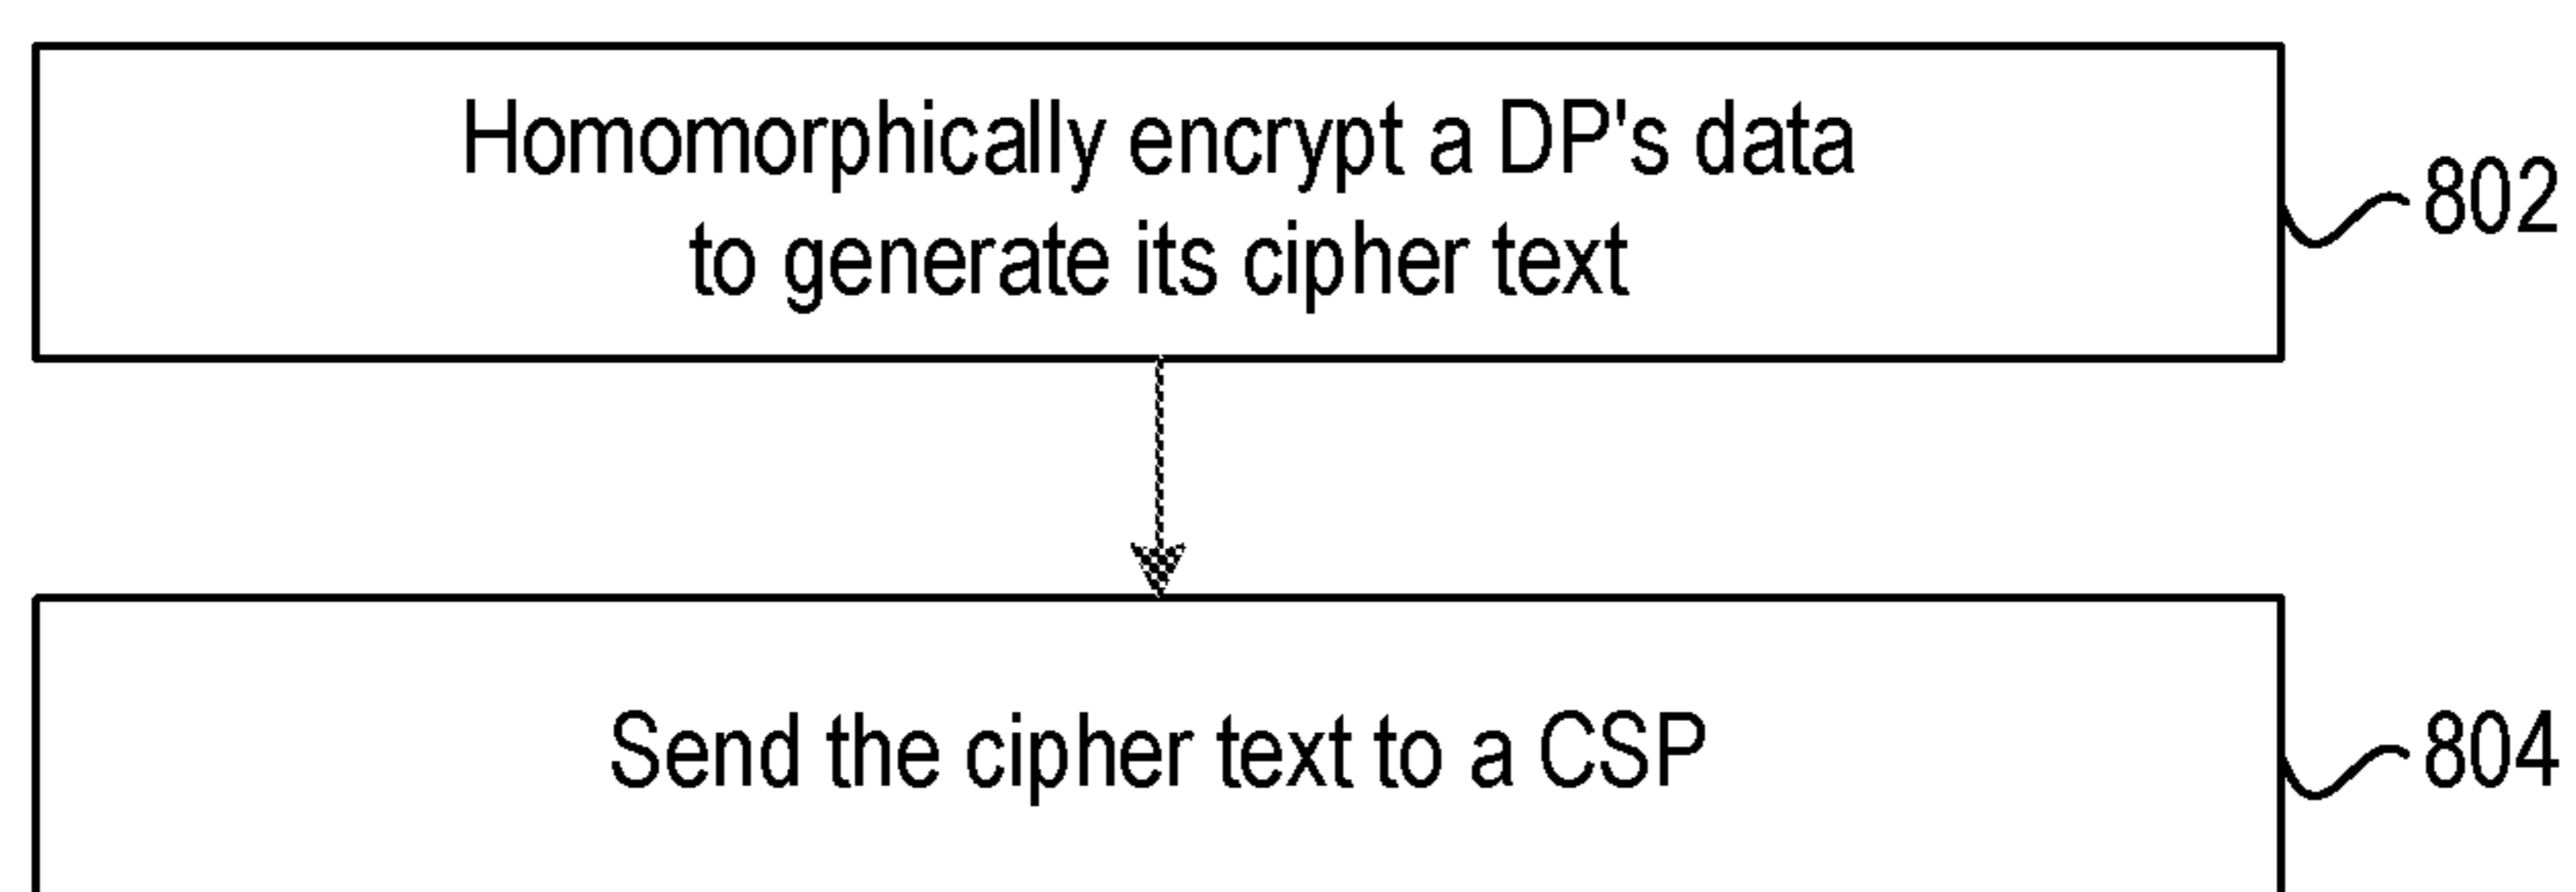 Homomorphically encrypt a DP's data
to generate its cipher text
802
Send the cipher text to a CSP
804